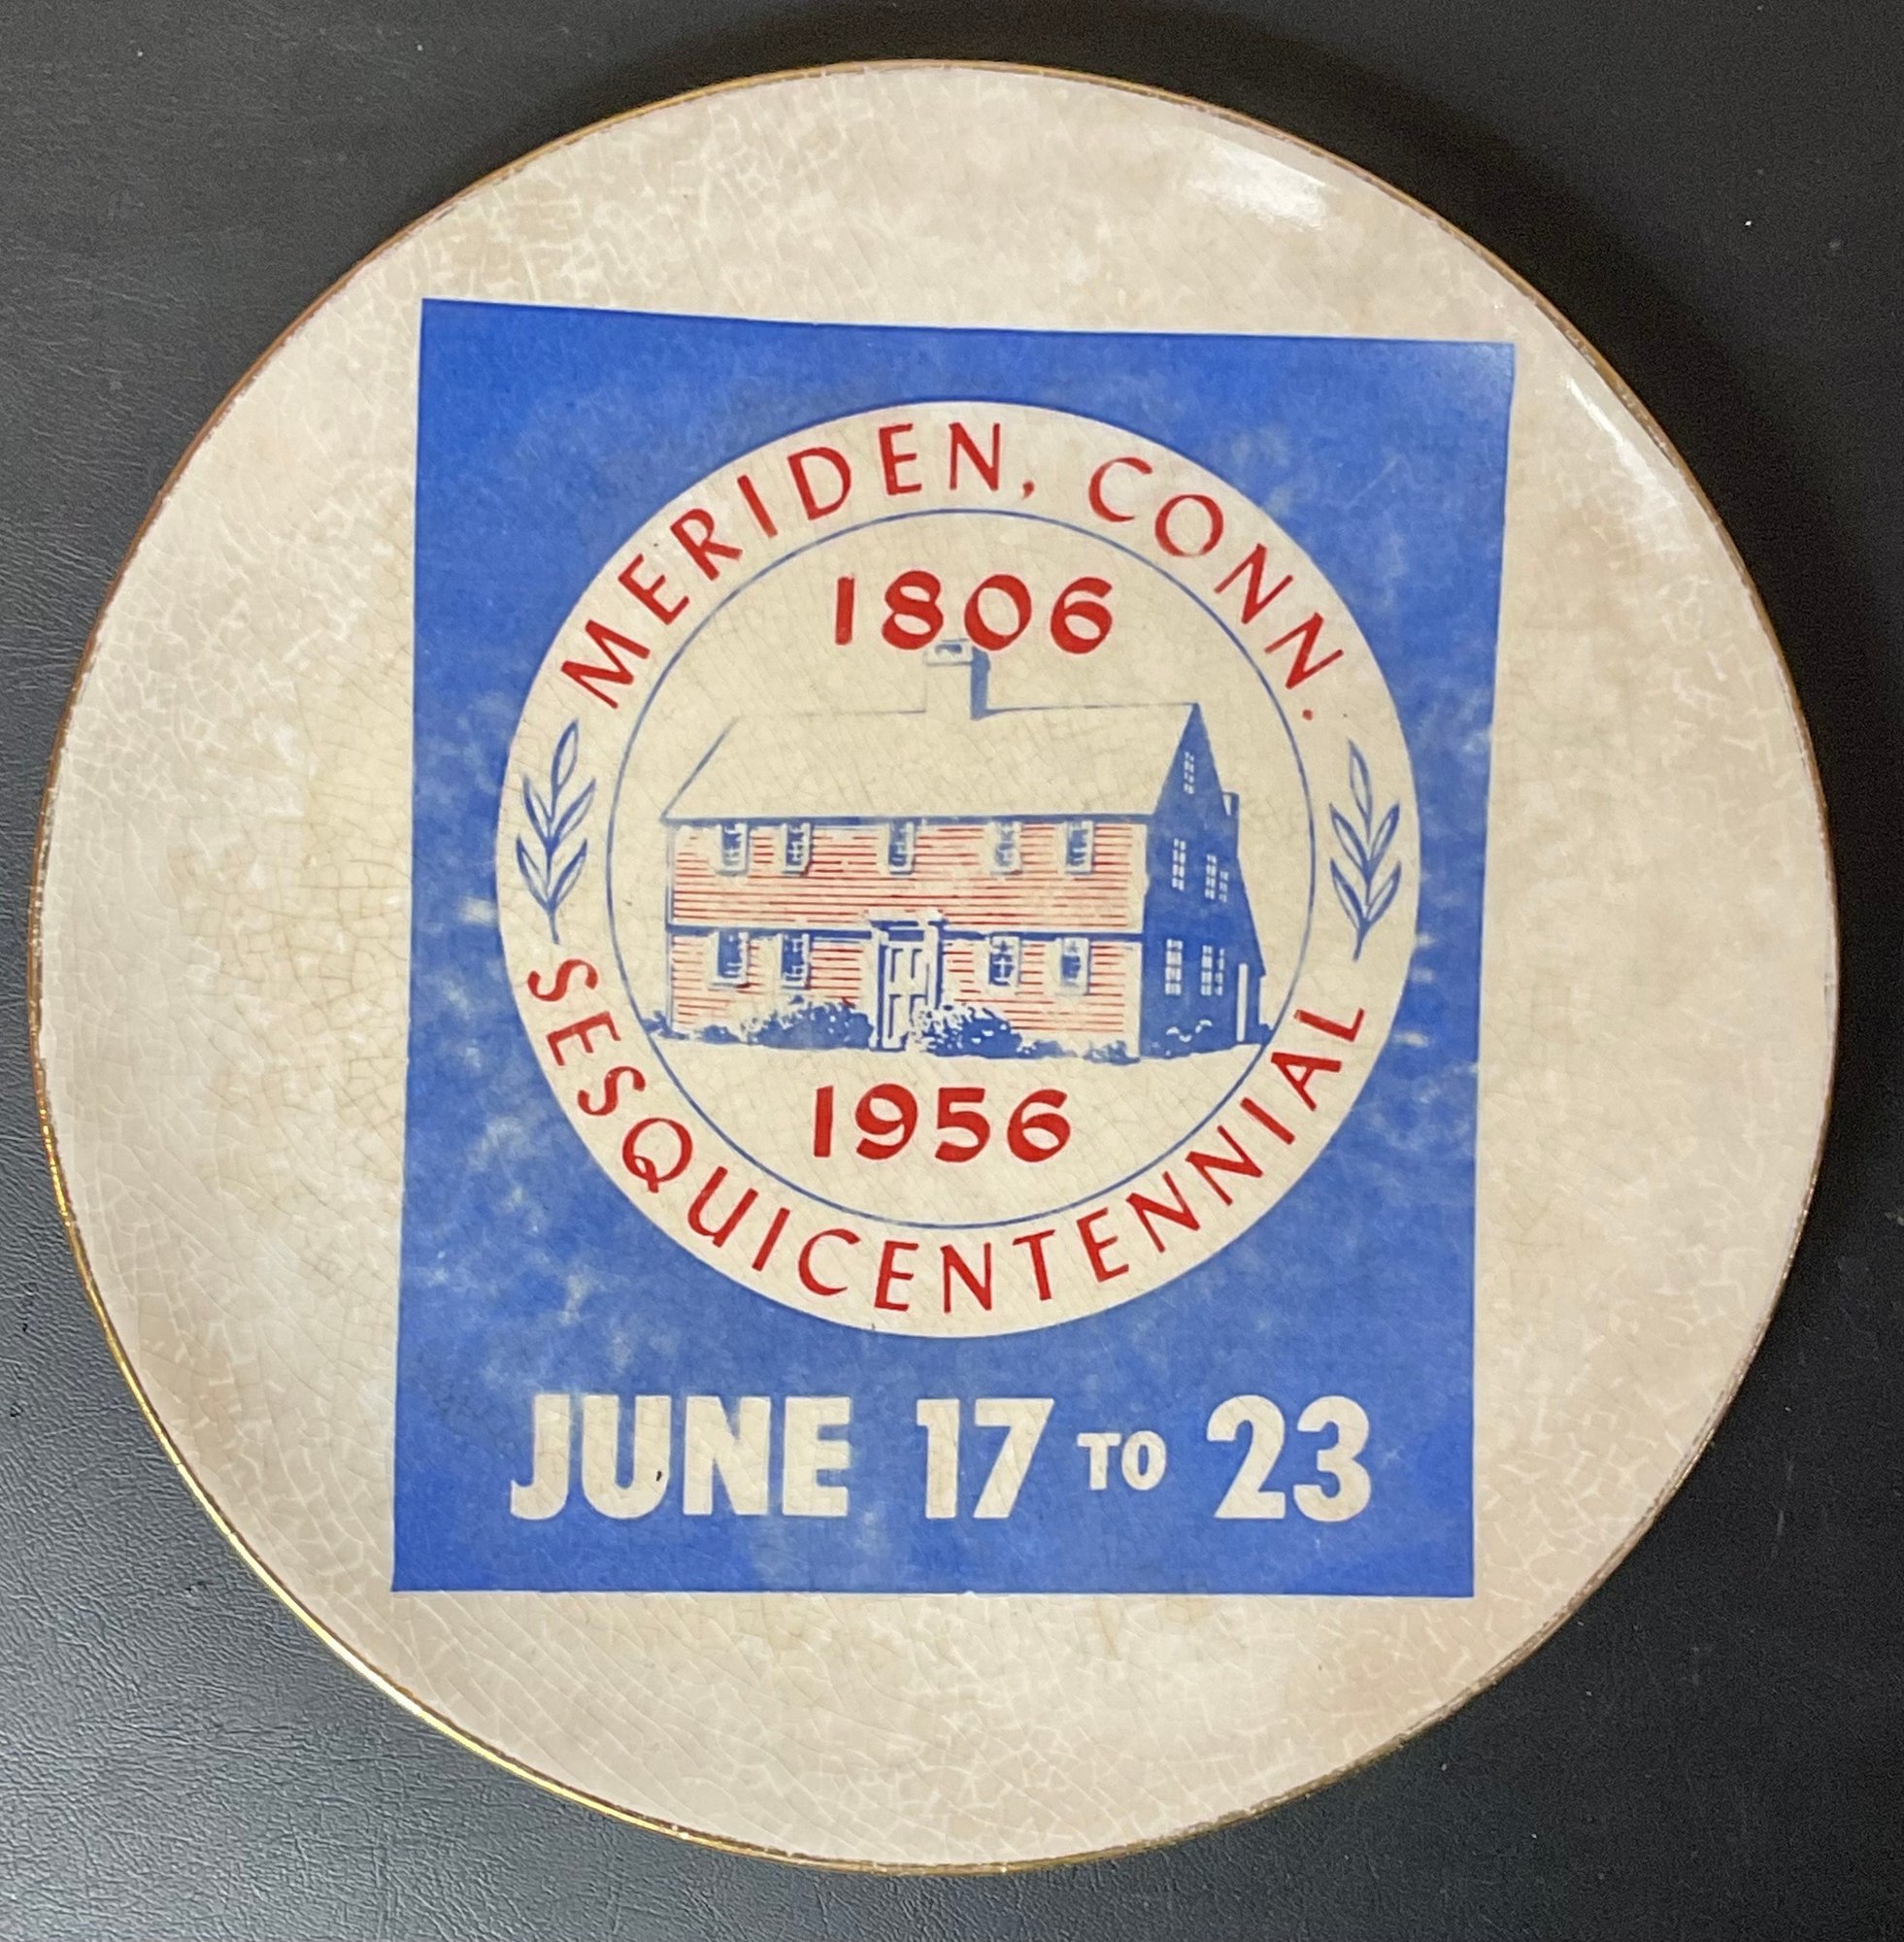 MERIDEN, CONN.
1806
1956
SESQUICENTENNIAL
JUNE 17 TO 23